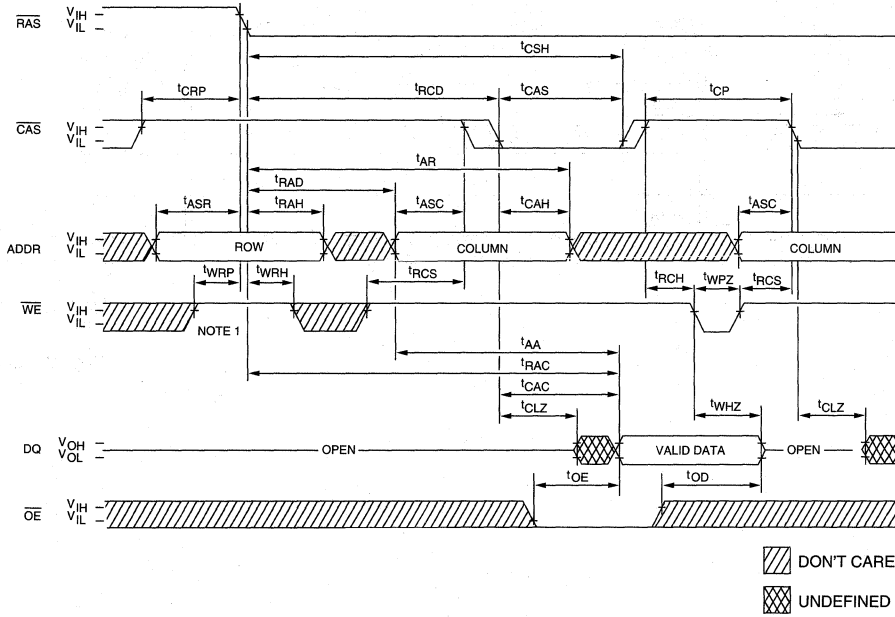 RAS VIH
VIL
tCSH
tCRP tRCD tCAS tCP
CAS VIH
VIL
tAR
tRAD
tASR tRAH tASC tCAH tASC
ADDR VIH
VIL ROW COLUMN COLUMN
tWRP tWRH tRCS tRCH tWPZ tRCS
WE VIH
VIL
NOTE 1
tAA
tRAC
tCAC
tCLZ tWHZ tCLZ
DQ VOH
VOL OPEN VALID DATA OPEN
tOE tOD
OE VIH
VIL
DON'T CARE
UNDEFINED